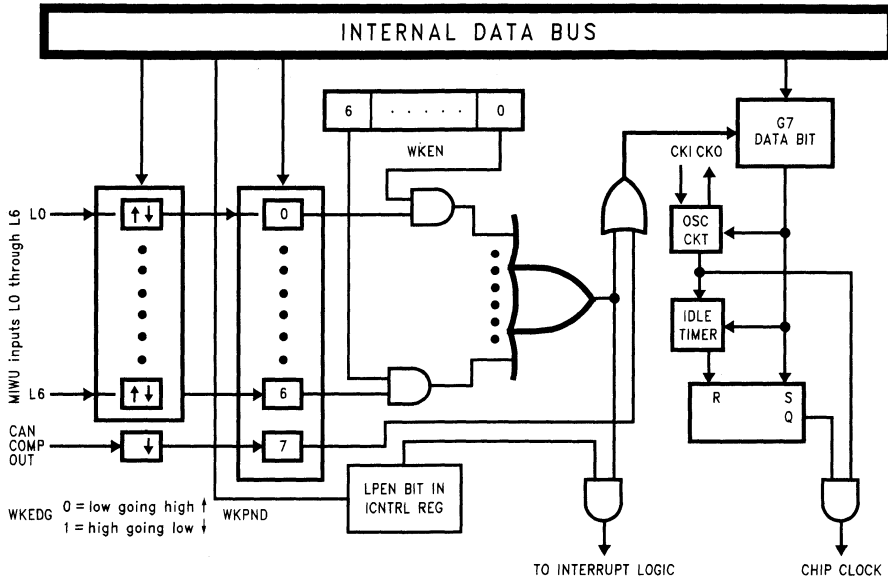 INTERNAL DATA BUS
6 . . . . . 0
WKEN
G7
DATA BIT
CKI CKO
OSC
CKT
IDLE
TIMER
R S
Q
MIWU inputs L0 through L6
L0
↑↓
0
L6
↑↓
6
CAN
COMP
OUT
↓
7
LPEN BIT IN
ICNTRL REG
WKEDG 0 = low going high ↑
1 = high going low ↓
WKPND
TO INTERRUPT LOGIC
CHIP CLOCK